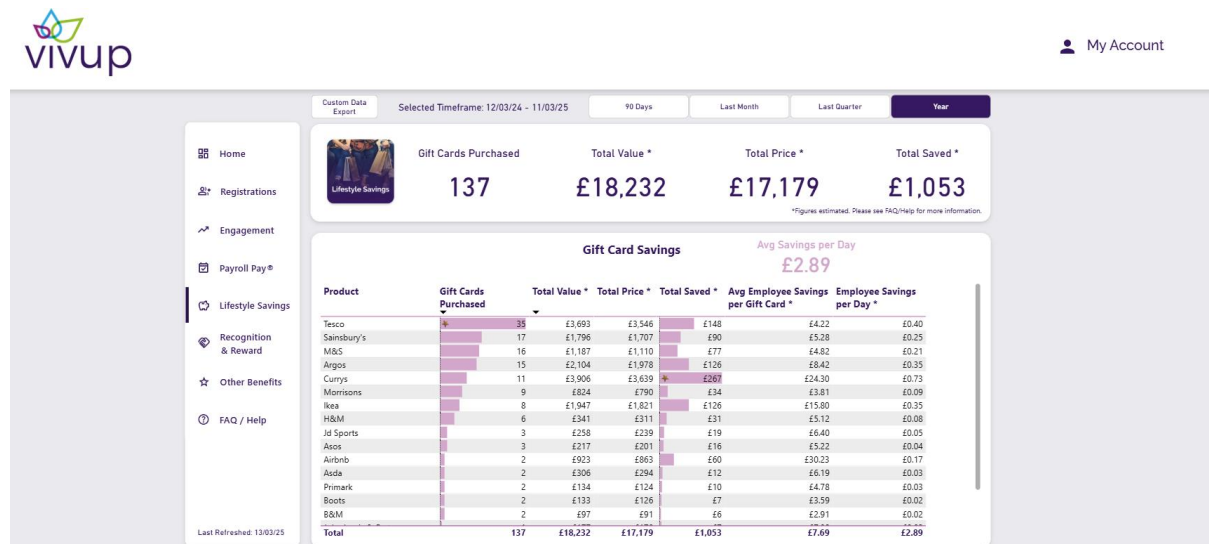 vivup
My Account
Custom Data
Export
Selected Timeframe: 12/03/24 - 11/03/25
90 Days
Last Month
Last Quarter
Year
Home
Registrations
Engagement
Payroll Pay®
Lifestyle Savings
Recognition
& Reward
Other Benefits
FAQ / Help
Last Refreshed: 13/03/25
Lifestyle Savings
Gift Cards Purchased
137
Total Value *
£18,232
Total Price *
£17,179
Total Saved *
£1,053
*Figures estimated. Please see FAQ/Help for more information.
Gift Card Savings
Avg Savings per Day
£2.89
Product Gift Cards Purchased Total Value * Total Price * Total Saved * Avg Employee Savings per Gift Card * Employee Savings per Day *
Tesco 35 £3,693 £3,546 £148 £4.22 £0.40
Sainsbury's 17 £1,796 £1,707 £90 £5.28 £0.25
M&S 16 £1,187 £1,110 £77 £4.82 £0.21
Argos 15 £2,104 £1,978 £126 £8.42 £0.35
Currys 11 £3,906 £3,639 £267 £24.30 £0.73
Morrisons 9 £824 £790 £34 £3.81 £0.09
Ikea 8 £1,947 £1,821 £126 £15.80 £0.35
H&M 6 £341 £311 £31 £5.12 £0.08
Jd Sports 3 £258 £239 £19 £6.40 £0.05
Asos 3 £217 £201 £16 £5.22 £0.04
Airbnb 2 £923 £863 £60 £30.23 £0.17
Asda 2 £306 £294 £12 £6.19 £0.03
Primark 2 £134 £124 £10 £4.78 £0.03
Boots 2 £133 £126 £7 £3.59 £0.02
B&M 2 £97 £91 £6 £2.91 £0.02
Total 137 £18,232 £17,179 £1,053 £7.69 £2.89